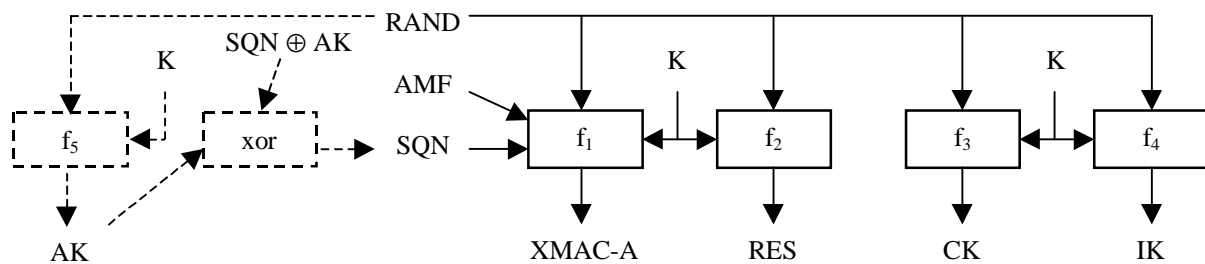 RAND
SQN ⊕ AK
K
K
K
AMF
f₅
xor
SQN
f₁
f₂
f₃
f₄
AK
XMAC-A
RES
CK
IK